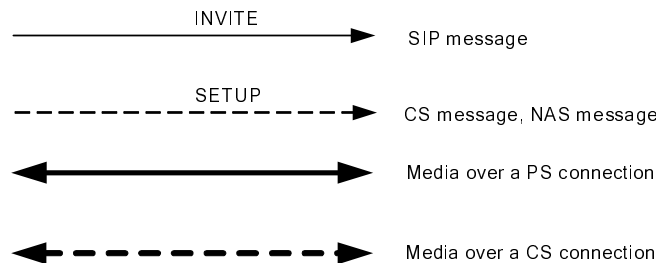 INVITE
SIP message
SETUP
CS message, NAS message
Media over a PS connection
Media over a CS connection